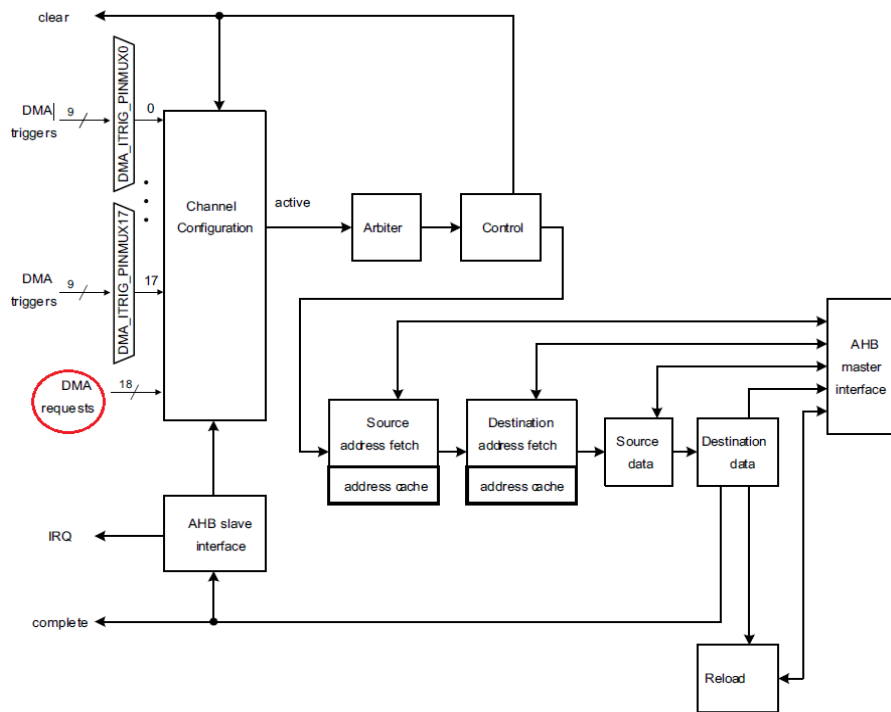 clear
DMA
triggers
9
DMA_ITRIG_PINMUX0
0
DMA
triggers
9
DMA_ITRIG_PINMUX17
17
DMA
requests
18
Channel
Configuration
active
Arbiter
Control
AHB
master
interface
Source
address fetch
address cache
Destination
address fetch
address cache
Source
data
Destination
data
IRQ
AHB slave
interface
complete
Reload